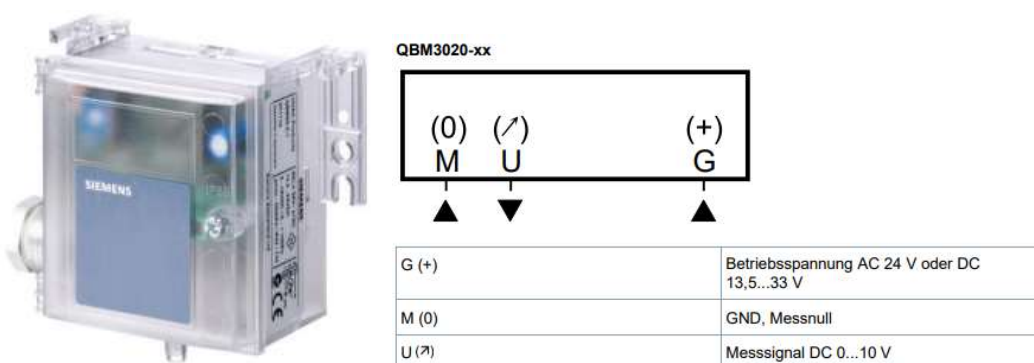 QBM3020-xx
(0) (↗) (+)
M U G
SIEMENS
G (+) Betriebsspannung AC 24 V oder DC
13,5...33 V
M (0) GND, Messnull
U (↗) Messsignal DC 0...10 V